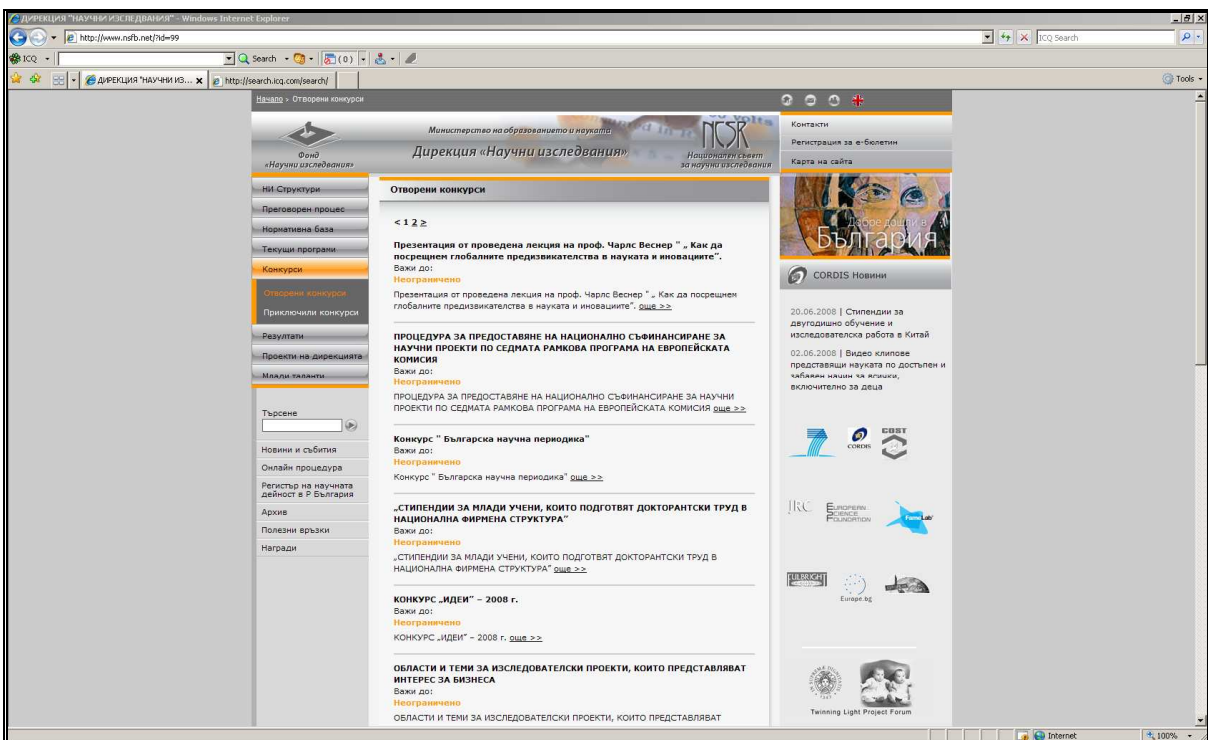 ДИРЕКЦИЯ "НАУЧНИ ИЗСЛЕДВАНИЯ" - Windows Internet Explorer
http://www.nsfb.net/?id=99
ICQ Search
ICQ
Search
(0)
ДИРЕКЦИЯ "НАУЧНИ ИЗ...
http://search.icq.com/search/
Tools
Начало > Отворени конкурси
Фонд
«Научни изследвания»
Министерство на образованието и науката
Дирекция «Научни изследвания»
NCSR
Национален съвет
за научни изследвания
Контакти
Регистрация за е-бюлетин
Карта на сайта
НИ Структури
Преговорен процес
Нормативна база
Текущи програми
Конкурси
Отворени конкурси
Приключили конкурси
Резултати
Проекти на дирекцията
Млади таланти
Търсене
Новини и събития
Онлайн процедура
Регистър на научната
дейност в Р България
Архив
Полезни връзки
Награди
Отворени конкурси
< 1 2 >
Презентация от проведена лекция на проф. Чарлс Веснер " „ Как да
посрещнем глобалните предизвикателства в науката и иновациите”.
Важи до:
Неограничено
Презентация от проведена лекция на проф. Чарлс Веснер " „ Как да посрещнем
глобалните предизвикателства в науката и иновациите”. още >>
ПРОЦЕДУРА ЗА ПРЕДОСТАВЯНЕ НА НАЦИОНАЛНО СЪФИНАНСИРАНЕ ЗА
НАУЧНИ ПРОЕКТИ ПО СЕДМАТА РАМКОВА ПРОГРАМА НА ЕВРОПЕЙСКАТА
КОМИСИЯ
Важи до:
Неограничено
ПРОЦЕДУРА ЗА ПРЕДОСТАВЯНЕ НА НАЦИОНАЛНО СЪФИНАНСИРАНЕ ЗА НАУЧНИ
ПРОЕКТИ ПО СЕДМАТА РАМКОВА ПРОГРАМА НА ЕВРОПЕЙСКАТА КОМИСИЯ още >>
Конкурс " Българска научна периодика"
Важи до:
Неограничено
Конкурс " Българска научна периодика" още >>
„СТИПЕНДИИ ЗА МЛАДИ УЧЕНИ, КОИТО ПОДГОТВЯТ ДОКТОРАНТСКИ ТРУД В
НАЦИОНАЛНА ФИРМЕНА СТРУКТУРА”
Важи до:
Неограничено
„СТИПЕНДИИ ЗА МЛАДИ УЧЕНИ, КОИТО ПОДГОТВЯТ ДОКТОРАНТСКИ ТРУД В
НАЦИОНАЛНА ФИРМЕНА СТРУКТУРА” още >>
КОНКУРС „ИДЕИ” – 2008 г.
Важи до:
Неограничено
КОНКУРС „ИДЕИ” – 2008 г. още >>
ОБЛАСТИ И ТЕМИ ЗА ИЗСЛЕДОВАТЕЛСКИ ПРОЕКТИ, КОИТО ПРЕДСТАВЛЯВАТ
ИНТЕРЕС ЗА БИЗНЕСА
Важи до:
Неограничено
ОБЛАСТИ И ТЕМИ ЗА ИЗСЛЕДОВАТЕЛСКИ ПРОЕКТИ, КОИТО ПРЕДСТАВЛЯВАТ
Добре дошли в
България
CORDIS Новини
20.06.2008 | Стипендии за
двугодишно обучение и
изследователска работа в Китай
02.06.2008 | Видео клипове
представящи науката по достъпен и
забавен начин за всички,
включително за деца
CORDIS
COST
JRC
EUROPEAN
SCIENCE
FOUNDATION
FameLab
FULBRIGHT
Europe.bg
Twinning Light Project Forum
Internet
100%